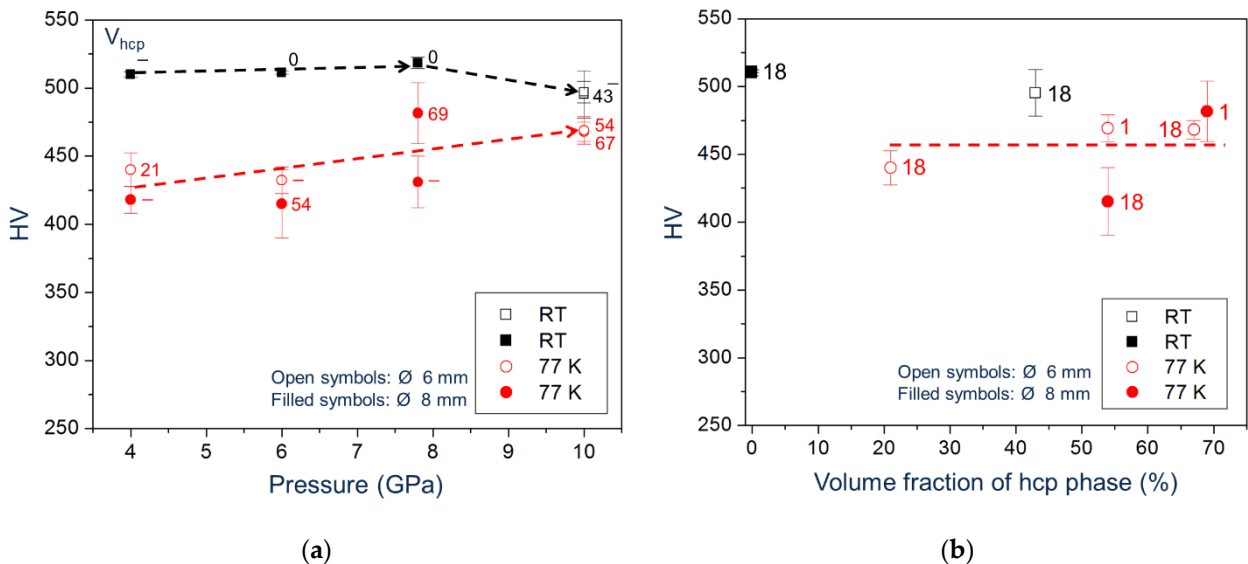 550
500
450
400
350
300
250
HV
V_hcp
–
0
0
–
43
21
–
–
54
69
–
54
67
RT
RT
77 K
77 K
Open symbols: Ø 6 mm
Filled symbols: Ø 8 mm
4
5
6
7
8
9
10
Pressure (GPa)
(a)
550
500
450
400
350
300
250
HV
18
18
18
1
18
1
18
RT
RT
77 K
77 K
Open symbols: Ø 6 mm
Filled symbols: Ø 8 mm
0
10
20
30
40
50
60
70
Volume fraction of hcp phase (%)
(b)